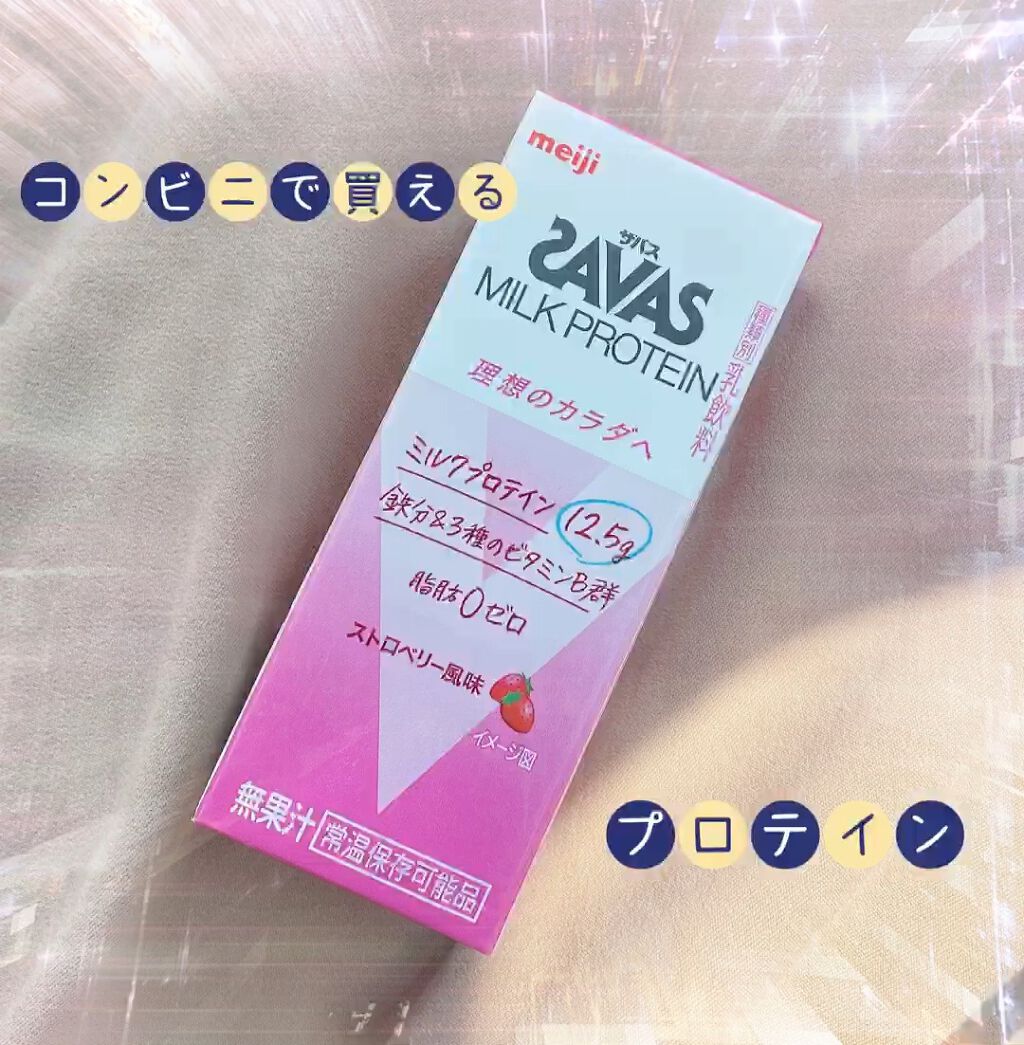 コンビニで買える
meiji
ザバス
SAVAS
MILK PROTEIN
種類別 乳飲料
理想のカラダへ
ミルクプロテイン 12.5g
鉄分&3種のビタミンB群
脂肪0ゼロ
ストロベリー風味
イメージ図
無果汁 常温保存可能品
プロテイン